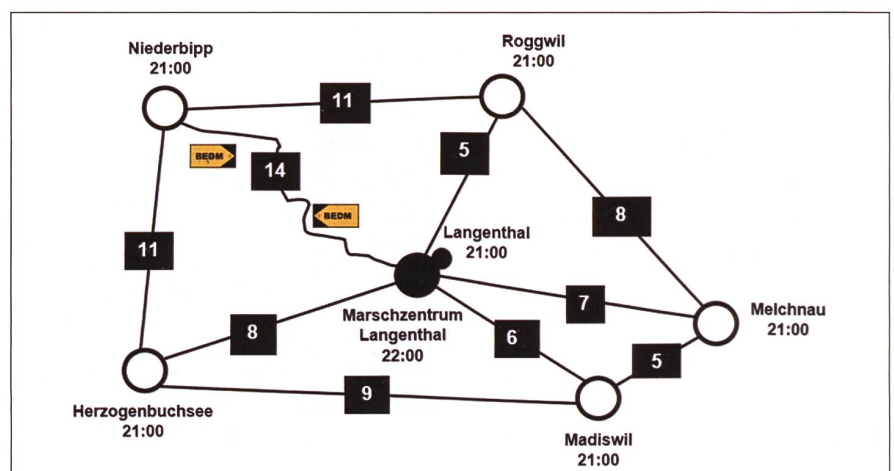 Niederbipp
21:00
Roggwil
21:00
11
5
BEDM
14
BEDM
8
11
Langenthal
21:00
7
Melchnau
21:00
Marschzentrum
Langenthal
22:00
8
6
5
9
Herzogenbuchsee
21:00
Madiswil
21:00